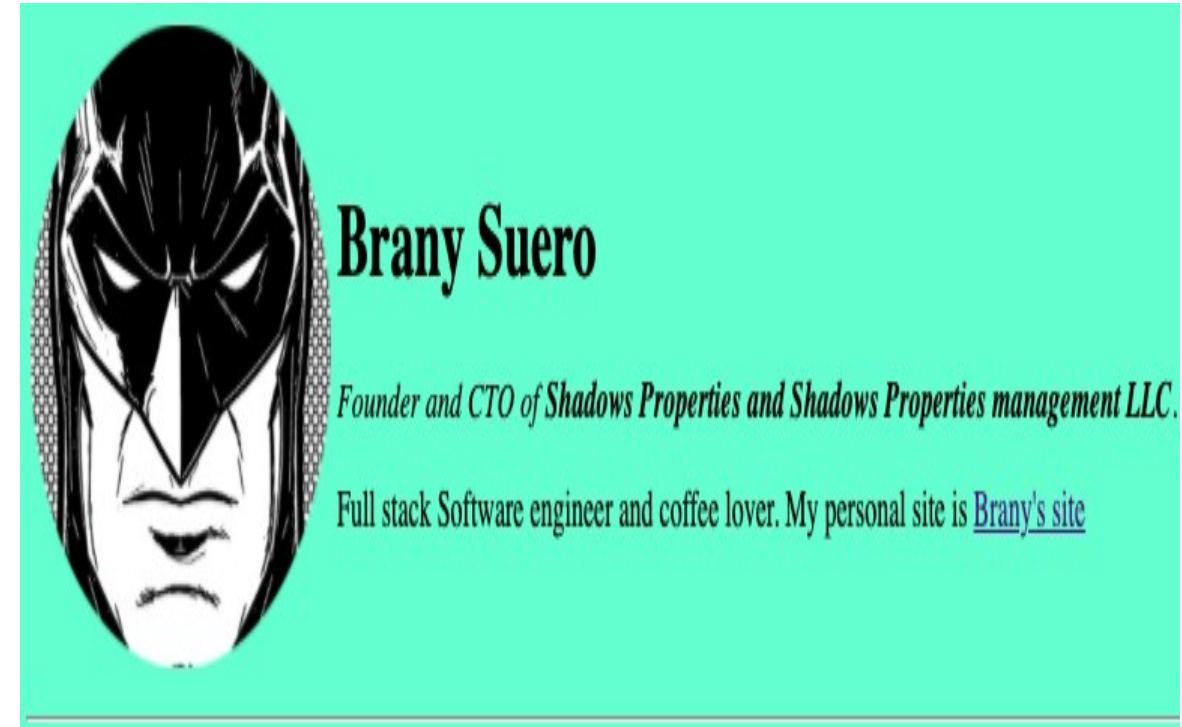 Brany Suero
Founder and CTO of Shadows Properties and Shadows Properties management LLC.
Full stack Software engineer and coffee lover. My personal site is Brany's site